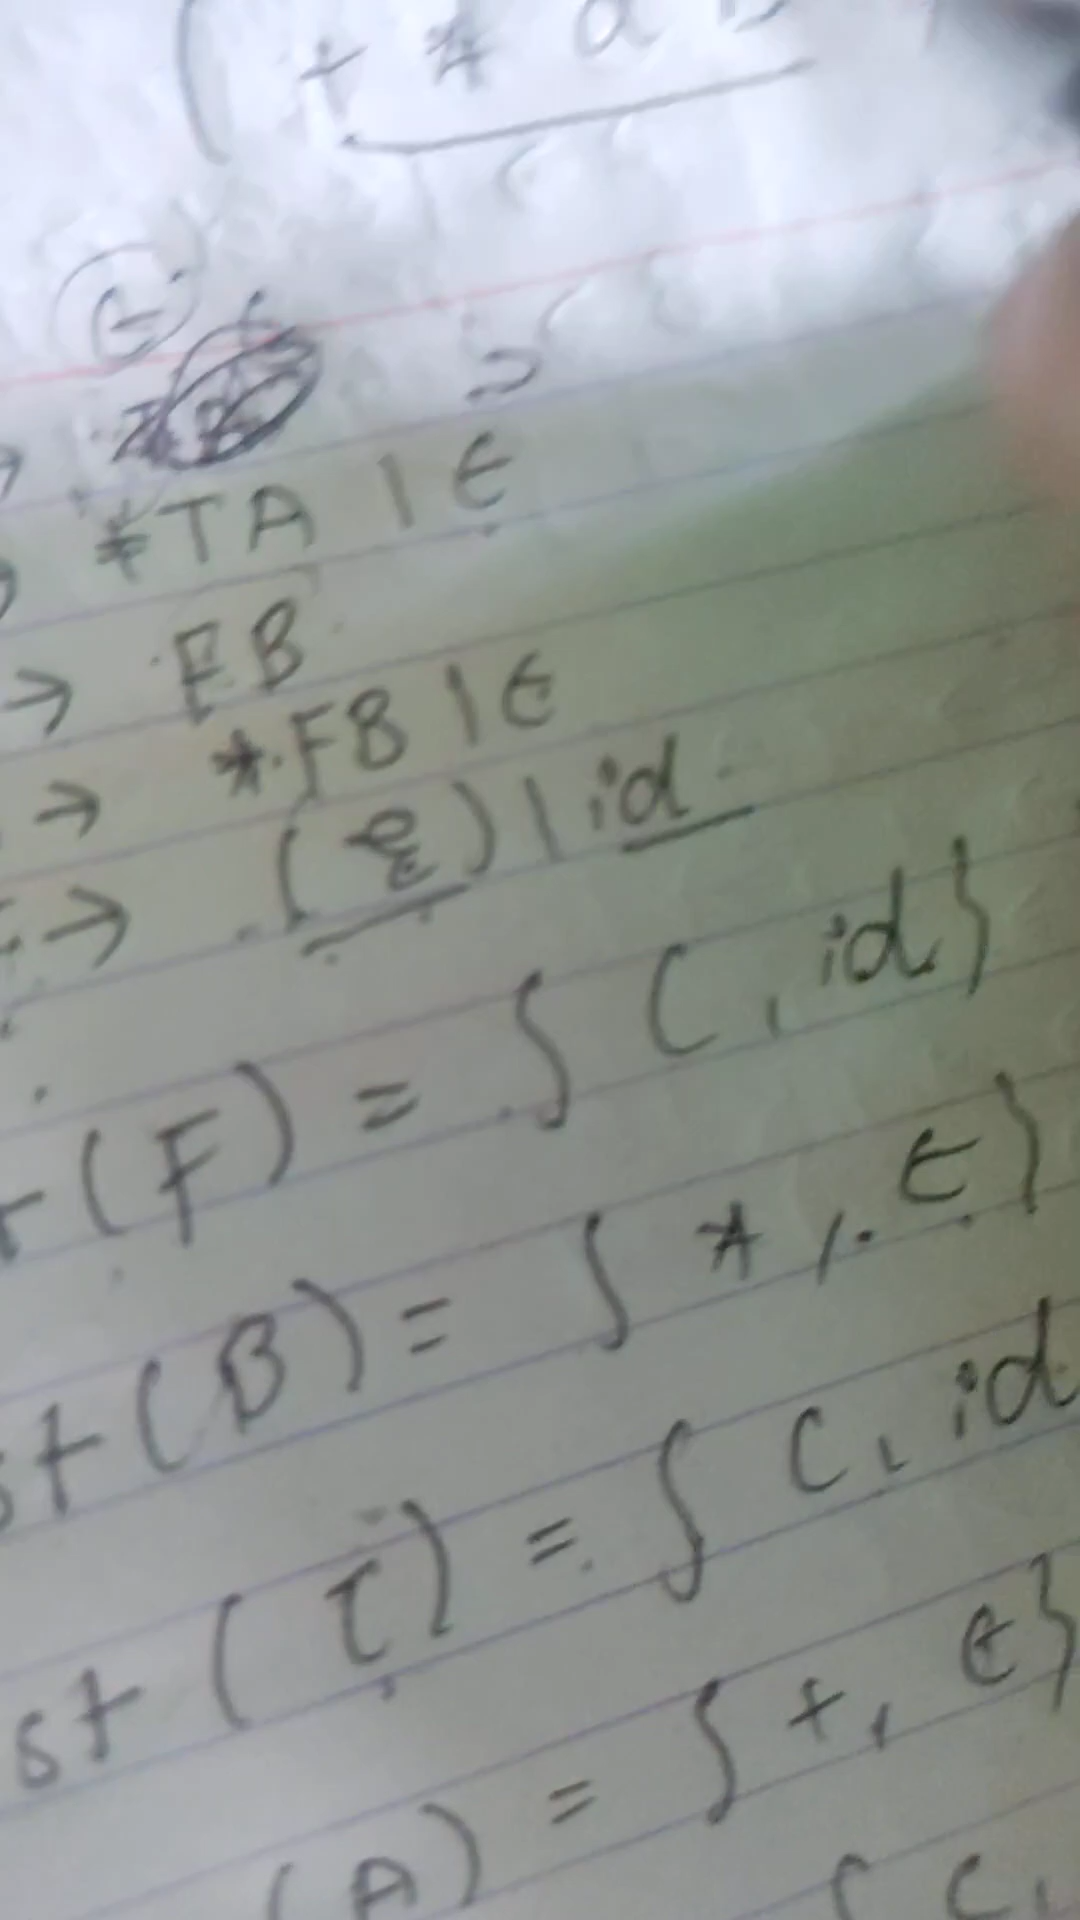 ( + * a
*TA | ε
→ FB
→ *FB | ε
→ (E) | id
t (F) = { (, id }
st (B) = { *, ε }
st (T) = { (, id
(A) = { +, ε }
{ (,